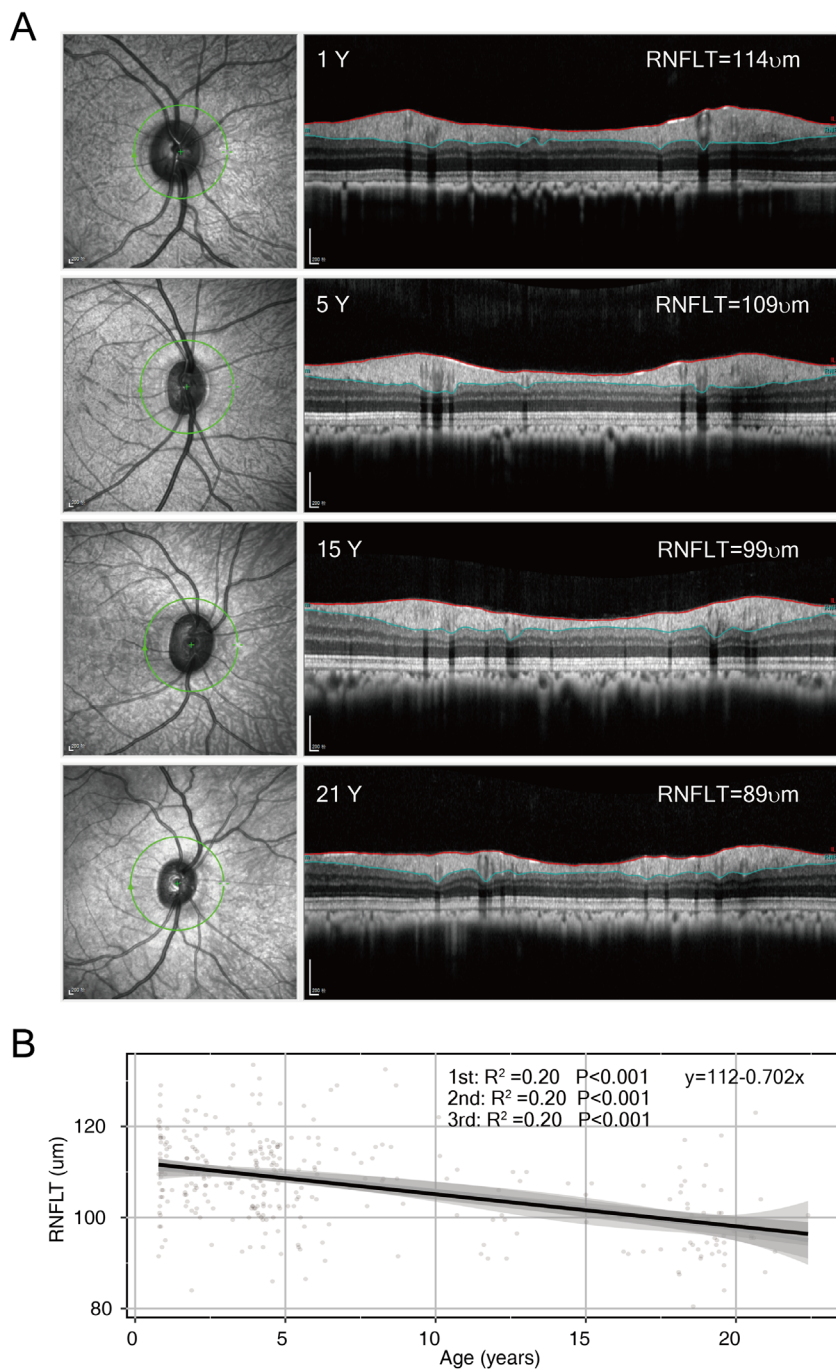 A
1 Y RNFLT=114υm
5 Y RNFLT=109υm
15 Y RNFLT=99υm
21 Y RNFLT=89υm
B
1st: R² =0.20 P<0.001 y=112-0.702x
2nd: R² =0.20 P<0.001
3rd: R² =0.20 P<0.001
RNFLT (um)
120
100
80
0 5 10 15 20
Age (years)